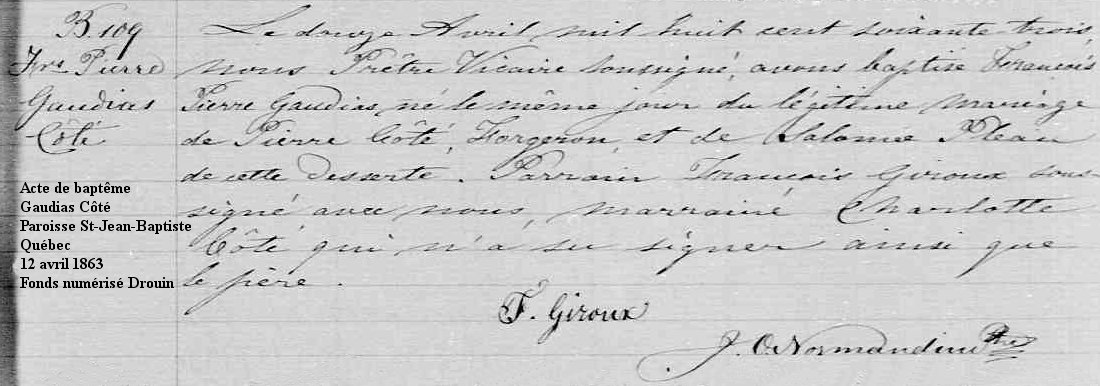 B 109
Frs Pierre
Gaudias
Côté
Le douze Avril, mil huit cent soixante-trois,
nous Prêtre Vicaire soussigné, avons baptisé François
Pierre Gaudias, né le même jour du légitime mariage
de Pierre Côté, Forgeron, et de Salomée Plean
de cette desserte. Parrain François Giroux sous-
signé avec nous, marraine Charlotte
Côté qui n'a su signer ainsi que
le père.
F. Giroux
J. O. Normandin Ptre
Acte de baptême
Gaudias Côté
Paroisse St-Jean-Baptiste
Québec
12 avril 1863
Fonds numérisé Drouin